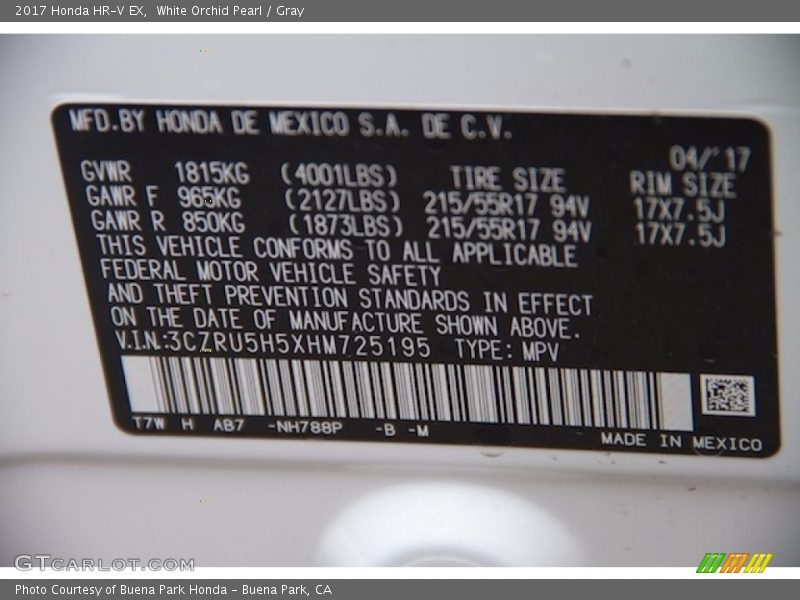 2017 Honda HR-V EX, White Orchid Pearl / Gray
MFD.BY HONDA DE MEXICO S.A. DE C.V.
04/'17
GVWR 1815KG (4001LBS) TIRE SIZE RIM SIZE
GAWR F 965KG (2127LBS) 215/55R17 94V 17X7.5J
GAWR R 850KG (1873LBS) 215/55R17 94V 17X7.5J
THIS VEHICLE CONFORMS TO ALL APPLICABLE
FEDERAL MOTOR VEHICLE SAFETY
AND THEFT PREVENTION STANDARDS IN EFFECT
ON THE DATE OF MANUFACTURE SHOWN ABOVE.
V.I.N.:3CZRU5H5XHM725195 TYPE: MPV
T7W H AB7 -NH788P -B -M
MADE IN MEXICO
GTCARLOT.COM
Photo Courtesy of Buena Park Honda - Buena Park, CA